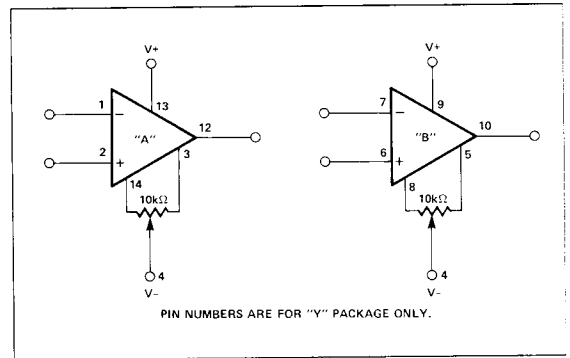 V+ V+
13 9
1 − 7 −
"A" 12 "B" 10
2 + 3 6 + 5
14 8
10kΩ 10kΩ
4 4
V− V−
PIN NUMBERS ARE FOR "Y" PACKAGE ONLY.